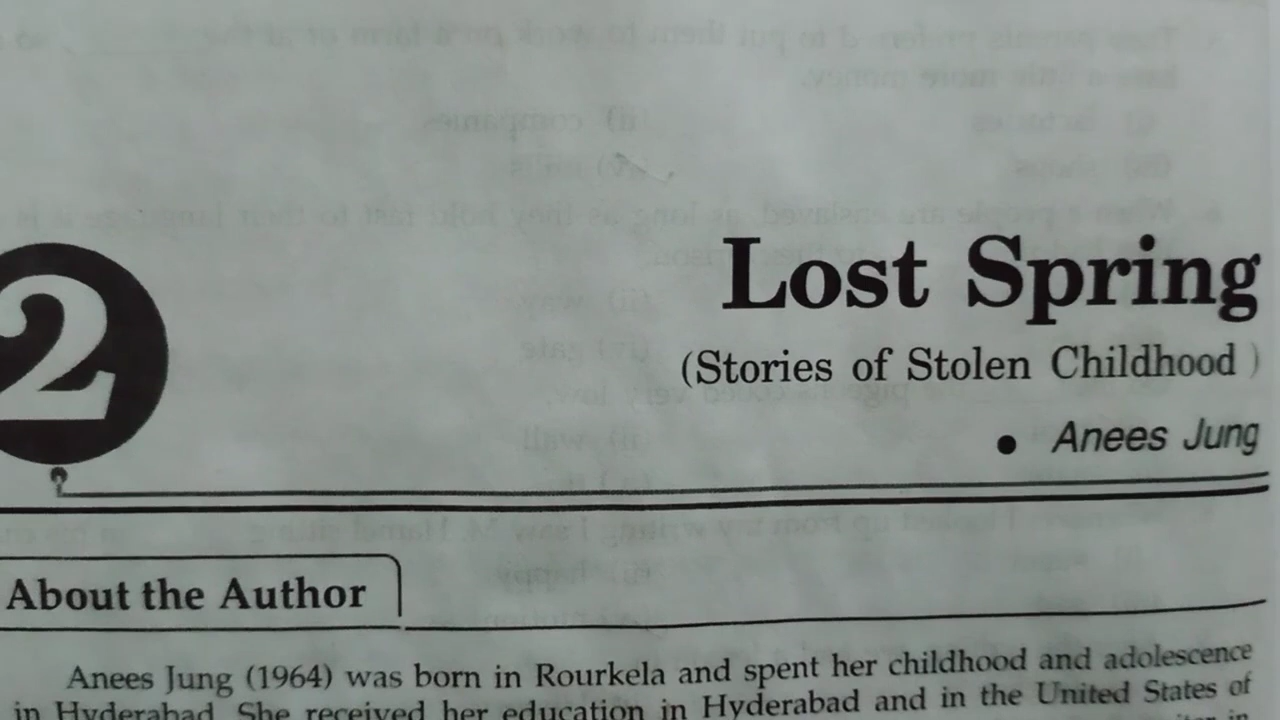 2
Lost Spring
(Stories of Stolen Childhood )
• Anees Jung
About the Author
Anees Jung (1964) was born in Rourkela and spent her childhood and adolescence
in Hyderabad. She received her education in Hyderabad and in the United States of